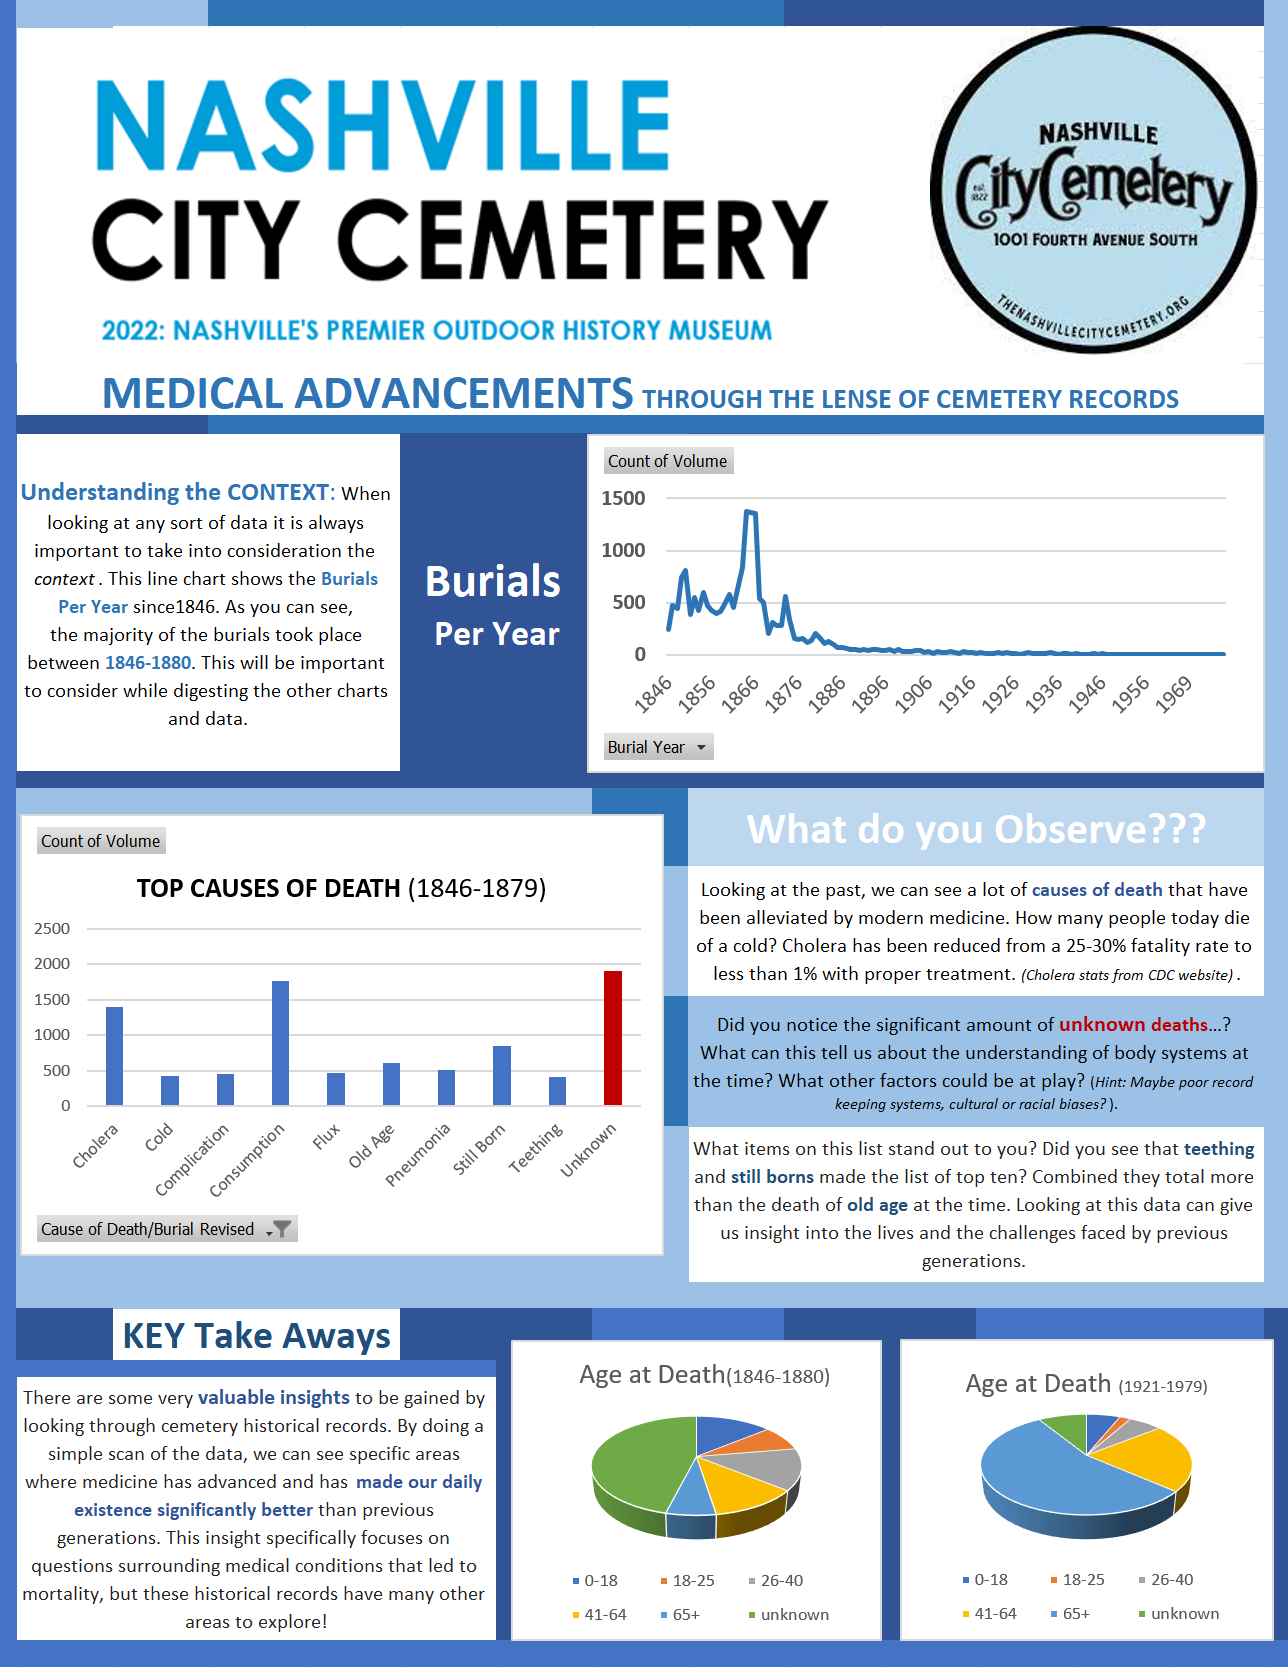 NASHVILLE
CITY CEMETERY
2022: NASHVILLE'S PREMIER OUTDOOR HISTORY MUSEUM
NASHVILLE
est.
1822
City Cemetery
1001 FOURTH AVENUE SOUTH
THENASHVILLECITYCEMETERY.ORG
MEDICAL ADVANCEMENTS THROUGH THE LENSE OF CEMETERY RECORDS
Understanding the CONTEXT: When
looking at any sort of data it is always
important to take into consideration the
context . This line chart shows the Burials
Per Year since1846. As you can see,
the majority of the burials took place
between 1846-1880. This will be important
to consider while digesting the other charts
and data.
Burials
Per Year
Count of Volume
1500
1000
500
0
1846
1856
1866
1876
1886
1896
1906
1916
1926
1936
1946
1956
1969
Burial Year
Count of Volume
TOP CAUSES OF DEATH (1846-1879)
2500
2000
1500
1000
500
0
Cholera
Cold
Complication
Consumption
Flux
Old Age
Pneumonia
Still Born
Teething
Unknown
Cause of Death/Burial Revised
What do you Observe???
Looking at the past, we can see a lot of causes of death that have
been alleviated by modern medicine. How many people today die
of a cold? Cholera has been reduced from a 25-30% fatality rate to
less than 1% with proper treatment. (Cholera stats from CDC website) .
Did you notice the significant amount of unknown deaths...?
What can this tell us about the understanding of body systems at
the time? What other factors could be at play? (Hint: Maybe poor record
keeping systems, cultural or racial biases? ).
What items on this list stand out to you? Did you see that teething
and still borns made the list of top ten? Combined they total more
than the death of old age at the time. Looking at this data can give
us insight into the lives and the challenges faced by previous
generations.
KEY Take Aways
There are some very valuable insights to be gained by
looking through cemetery historical records. By doing a
simple scan of the data, we can see specific areas
where medicine has advanced and has made our daily
existence significantly better than previous
generations. This insight specifically focuses on
questions surrounding medical conditions that led to
mortality, but these historical records have many other
areas to explore!
Age at Death(1846-1880)
0-18
18-25
26-40
41-64
65+
unknown
Age at Death (1921-1979)
0-18
18-25
26-40
41-64
65+
unknown